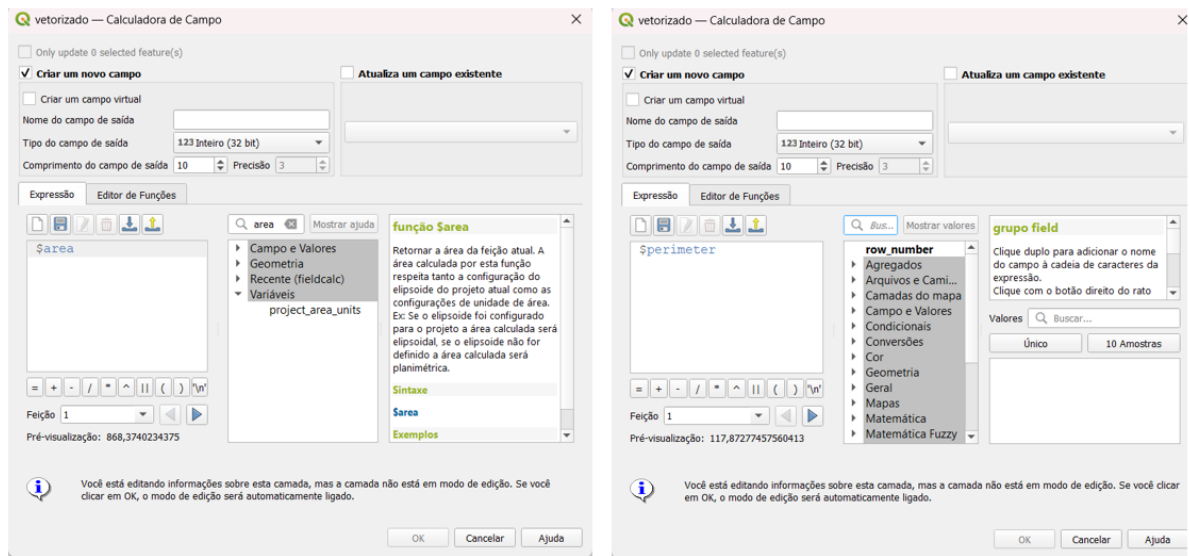 vetorizado — Calculadora de Campo
Only update 0 selected feature(s)
Criar um novo campo
Atualiza um campo existente
Criar um campo virtual
Nome do campo de saída
Tipo do campo de saída 123 Inteiro (32 bit)
Comprimento do campo de saída 10 Precisão 3
Expressão Editor de Funções
$area
area Mostrar ajuda
Campo e Valores
Geometria
Recente (fieldcalc)
Variáveis
project_area_units
função $area
Retornar a área da feição atual. A
área calculada por esta função
respeita tanto a configuração do
elipsoide do projeto atual como as
configurações de unidade de área.
Ex: Se o elipsoide foi configurado
para o projeto a área calculada será
elipsoidal, se o elipsoide não for
definido a área calculada será
planimétrica.
Sintaxe
$area
Exemplos
= + - / * ^ || ( ) '\n'
Feição 1
Pré-visualização: 868,3740234375
Você está editando informações sobre esta camada, mas a camada não está em modo de edição. Se você
clicar em OK, o modo de edição será automaticamente ligado.
OK Cancelar Ajuda
vetorizado — Calculadora de Campo
Only update 0 selected feature(s)
Criar um novo campo
Atualiza um campo existente
Criar um campo virtual
Nome do campo de saída
Tipo do campo de saída 123 Inteiro (32 bit)
Comprimento do campo de saída 10 Precisão 3
Expressão Editor de Funções
$perimeter
Bus... Mostrar valores
row_number
Agregados
Arquivos e Cami...
Camadas do mapa
Campo e Valores
Condicionais
Conversões
Cor
Geometria
Geral
Mapas
Matemática
Matemática Fuzzy
grupo field
Clique duplo para adicionar o nome
do campo à cadeia de caracteres da
expressão.
Clique com o botão direito do rato
Valores Buscar...
Único 10 Amostras
= + - / * ^ || ( ) '\n'
Feição 1
Pré-visualização: 117,87277457560413
Você está editando informações sobre esta camada, mas a camada não está em modo de edição. Se você clicar
em OK, o modo de edição será automaticamente ligado.
OK Cancelar Ajuda